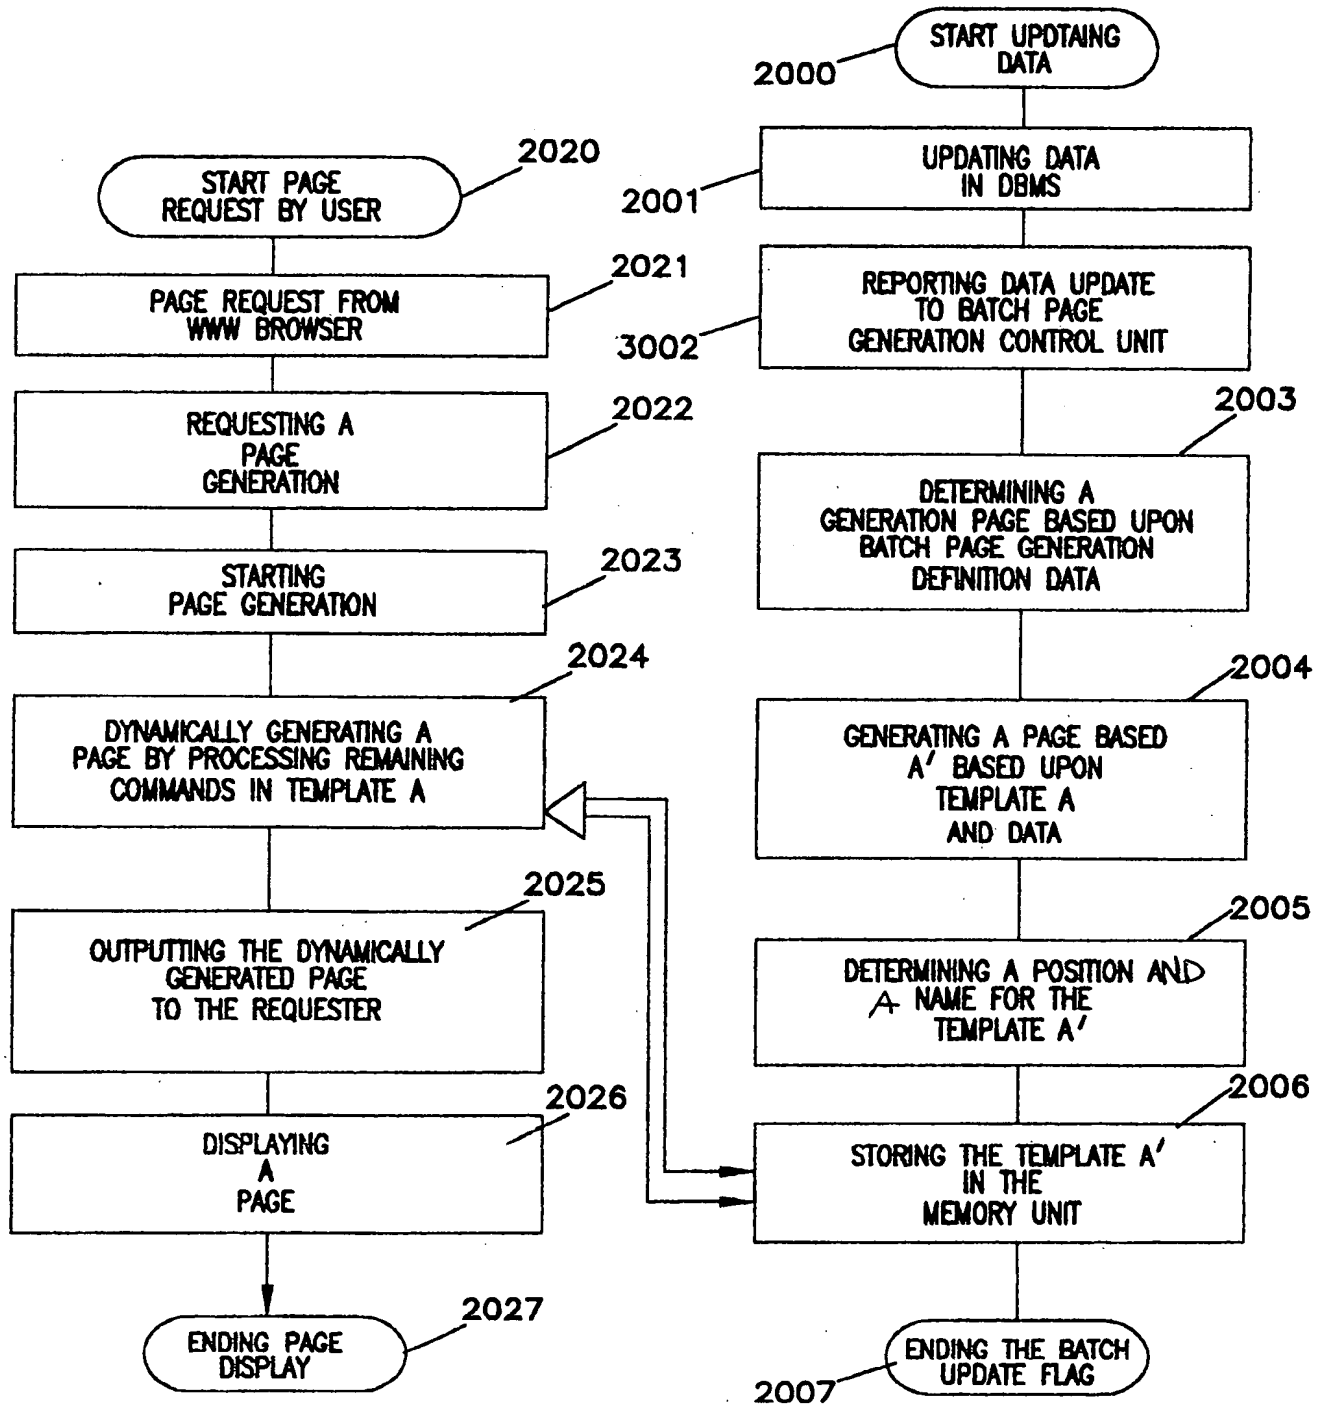 2020
START PAGE
REQUEST BY USER
2021
PAGE REQUEST FROM
WWW BROWSER
2022
REQUESTING A
PAGE
GENERATION
2023
STARTING
PAGE GENERATION
2024
DYNAMICALLY GENERATING A
PAGE BY PROCESSING REMAINING
COMMANDS IN TEMPLATE A
2025
OUTPUTTING THE DYNAMICALLY
GENERATED PAGE
TO THE REQUESTER
2026
DISPLAYING
A
PAGE
2027
ENDING PAGE
DISPLAY
START UPDTAING
DATA
2000
UPDATING DATA
IN DBMS
2001
REPORTING DATA UPDATE
TO BATCH PAGE
GENERATION CONTROL UNIT
3002
2003
DETERMINING A
GENERATION PAGE BASED UPON
BATCH PAGE GENERATION
DEFINITION DATA
2004
GENERATING A PAGE BASED
A' BASED UPON
TEMPLATE A
AND DATA
2005
DETERMINING A POSITION AND
A NAME FOR THE
TEMPLATE A'
2006
STORING THE TEMPLATE A'
IN THE
MEMORY UNIT
ENDING THE BATCH
UPDATE FLAG
2007